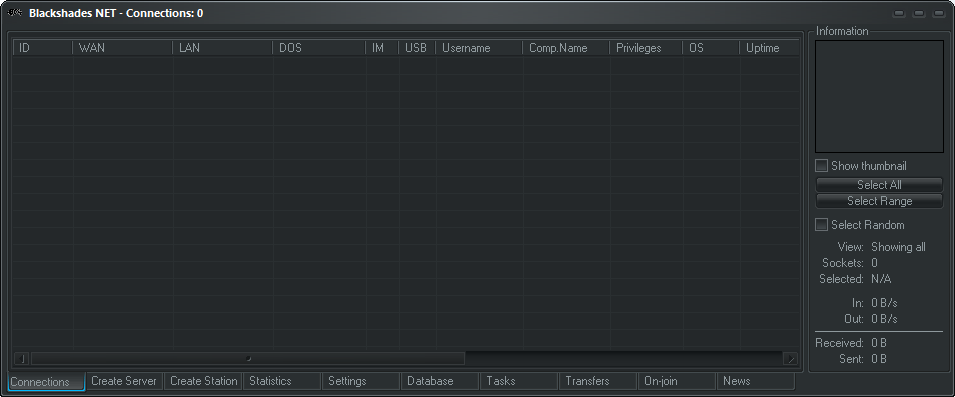 Blackshades NET - Connections: 0
Information
ID WAN LAN DOS IM USB Username Comp.Name Privileges OS Uptime
Show thumbnail
Select All
Select Range
Select Random
View: Showing all
Sockets: 0
Selected: N/A
In: 0 B/s
Out: 0 B/s
Received: 0 B
Sent: 0 B
Connections Create Server Create Station Statistics Settings Database Tasks Transfers On-join News